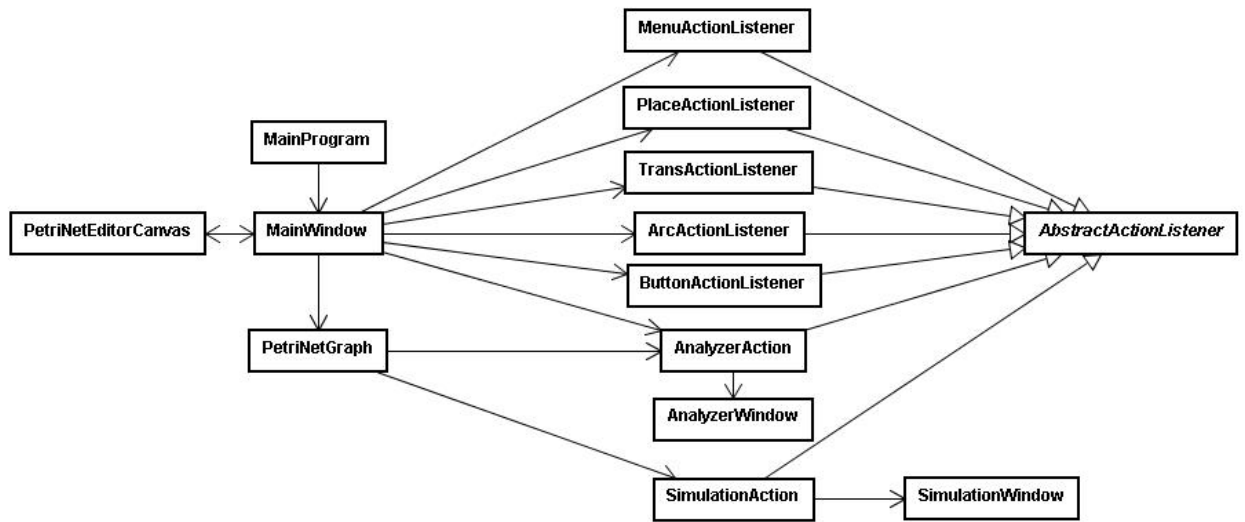 MenuActionListener
PlaceActionListener
MainProgram
TransActionListener
PetriNetEditorCanvas
MainWindow
ArcActionListener
AbstractActionListener
ButtonActionListener
PetriNetGraph
AnalyzerAction
AnalyzerWindow
SimulationAction
SimulationWindow